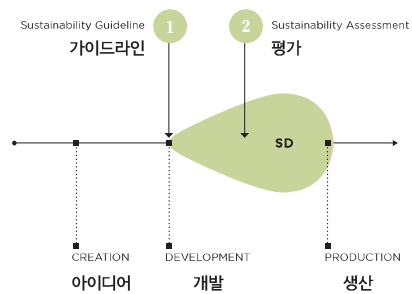 Sustainability Guideline
가이드라인
1
2
Sustainability Assessment
평가
SD
CREATION
아이디어
DEVELOPMENT
개발
PRODUCTION
생산